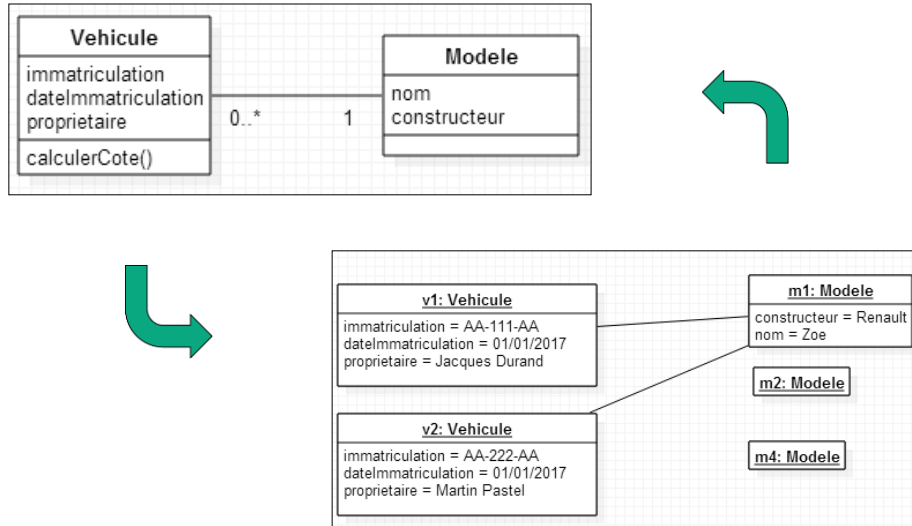 Vehicule
immatriculation
dateImmatriculation
proprietaire
calculerCote()
0..*
1
Modele
nom
constructeur
v1: Vehicule
immatriculation = AA-111-AA
dateImmatriculation = 01/01/2017
proprietaire = Jacques Durand
v2: Vehicule
immatriculation = AA-222-AA
dateImmatriculation = 01/01/2017
proprietaire = Martin Pastel
m1: Modele
constructeur = Renault
nom = Zoe
m2: Modele
m4: Modele